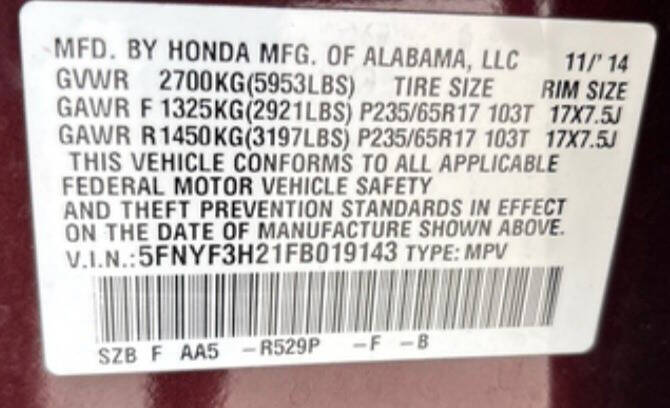 MFD. BY HONDA MFG. OF ALABAMA, LLC 11/'14
GVWR 2700KG(5953LBS) TIRE SIZE RIM SIZE
GAWR F 1325KG(2921LBS) P235/65R17 103T 17X7.5J
GAWR R1450KG(3197LBS) P235/65R17 103T 17X7.5J
THIS VEHICLE CONFORMS TO ALL APPLICABLE
FEDERAL MOTOR VEHICLE SAFETY
AND THEFT PREVENTION STANDARDS IN EFFECT
ON THE DATE OF MANUFACTURE SHOWN ABOVE.
V.I.N.:5FNYF3H21FB019143 TYPE: MPV
SZB F AA5 -R529P -F -B